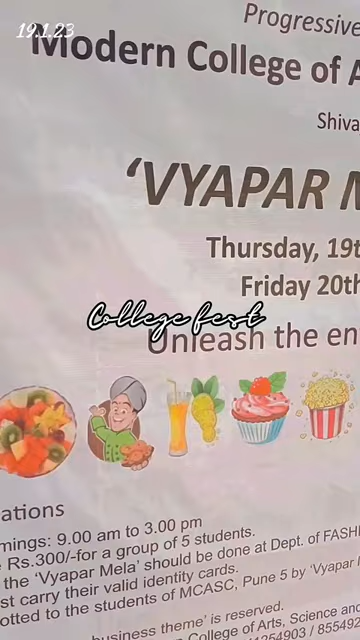 19.1.23
Progressive
Modern College of A
Shiva
'VYAPAR M
Thursday, 19t
Friday 20th
College fest
Unleash the en
ations
mings: 9.00 am to 3.00 pm
Rs.300/-for a group of 5 students.
the 'Vyapar Mela' should be done at Dept. of FASHI
st carry their valid identity cards.
otted to the students of MCASC, Pune 5 by 'Vyapar
business theme' is reserved.
College of Arts, Science and
/ 855492